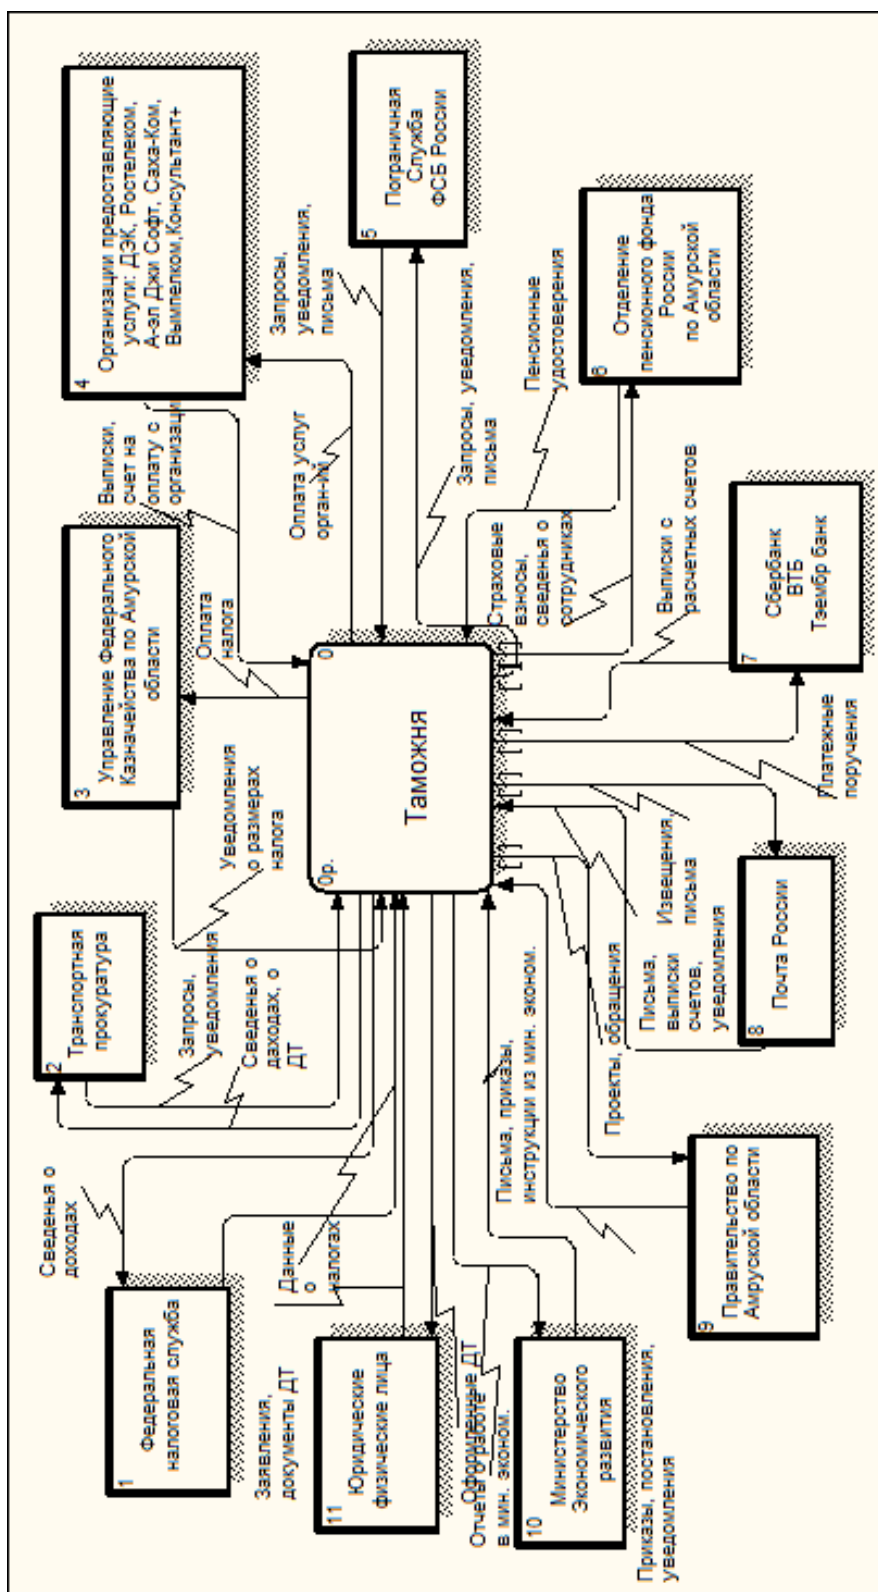 1
Федеральная
налоговая служба
Сведенья о
доходах
2
Транспортная
прокуратура
Запросы,
уведомления
Сведенья о
даходах, о
ДТ
3
Управление Федерального
Казначейства по Амурской
области
Уведомления
о размерах
налога
Оплата
налога
4
Организации предоставляющие
услуги: ДЭК, Ростелеком,
А-эл Джи Софт, Саха-Ком,
Вымпелком,Консультант+
Выписки,
счет на
оплату с
организаци
Оплата услуг
орган-ий
Запросы,
уведомления,
письма
5
Пограничная
Служба
ФСБ России
Запросы, уведомления,
письма
0р.
0
Таможня
6
Отделение
пенсионного фонда
России
по Амурской
области
Пенсионные
удостоверения
Страховые
взносы,
сведенья о
сотрудниках
7
Сбербанк
ВТБ
Тэембр банк
Выписки с
расчетных счетов
Платежные
поручения
8
Почта России
Извещения,
письма
Письма,
выписки
счетов,
уведомления
9
Правительство по
Амруской области
Проекты, обращения
Письма, приказы,
инструкции из мин. эконом.
10
Министерство
Экономического
развития
Приказы, постановления,
уведомления
Оформленные ДТ
Отчеты о работе
в мин. эконом.
11
Юридические
физические лица
Заявления,
документы ДТ
Данные
о
налогах